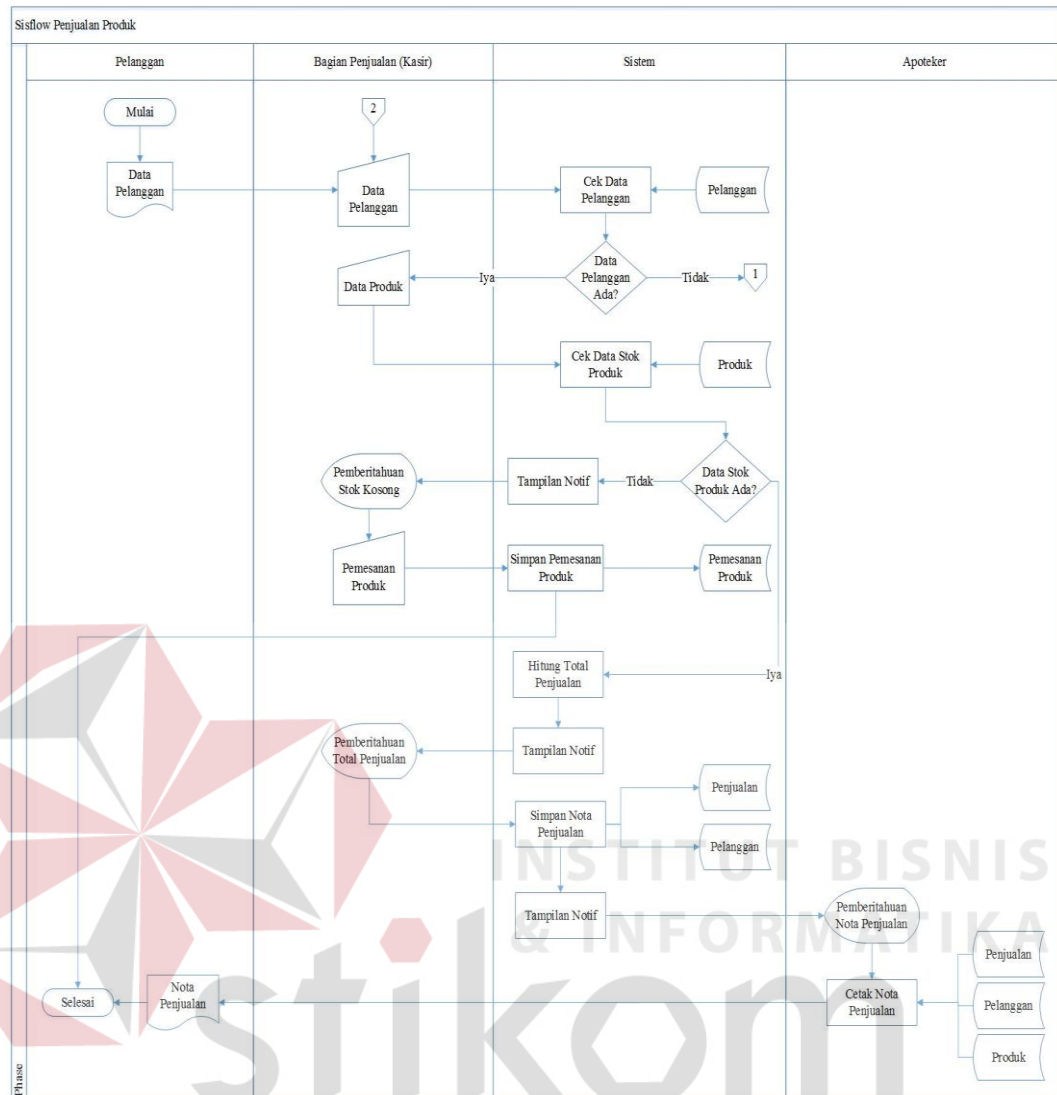 Sisflow Penjualan Produk
Pelanggan
Bagian Penjualan (Kasir)
Sistem
Apoteker
Mulai
2
Data
Pelanggan
Data
Pelanggan
Cek Data
Pelanggan
Pelanggan
Data Produk
Iya
Data
Pelanggan
Ada?
Tidak
1
Cek Data Stok
Produk
Produk
Pemberitahuan
Stok Kosong
Tampilan Notif
Tidak
Data Stok
Produk Ada?
Pemesanan
Produk
Simpan Pemesanan
Produk
Pemesanan
Produk
Hitung Total
Penjualan
Iya
Pemberitahuan
Total Penjualan
Tampilan Notif
Penjualan
Simpan Nota
Penjualan
Pelanggan
INSTITUT BISNIS
& INFORMATIKA
stikom
Tampilan Notif
Pemberitahuan
Nota Penjualan
Penjualan
Selesai
Nota
Penjualan
Cetak Nota
Penjualan
Pelanggan
Produk
Phase